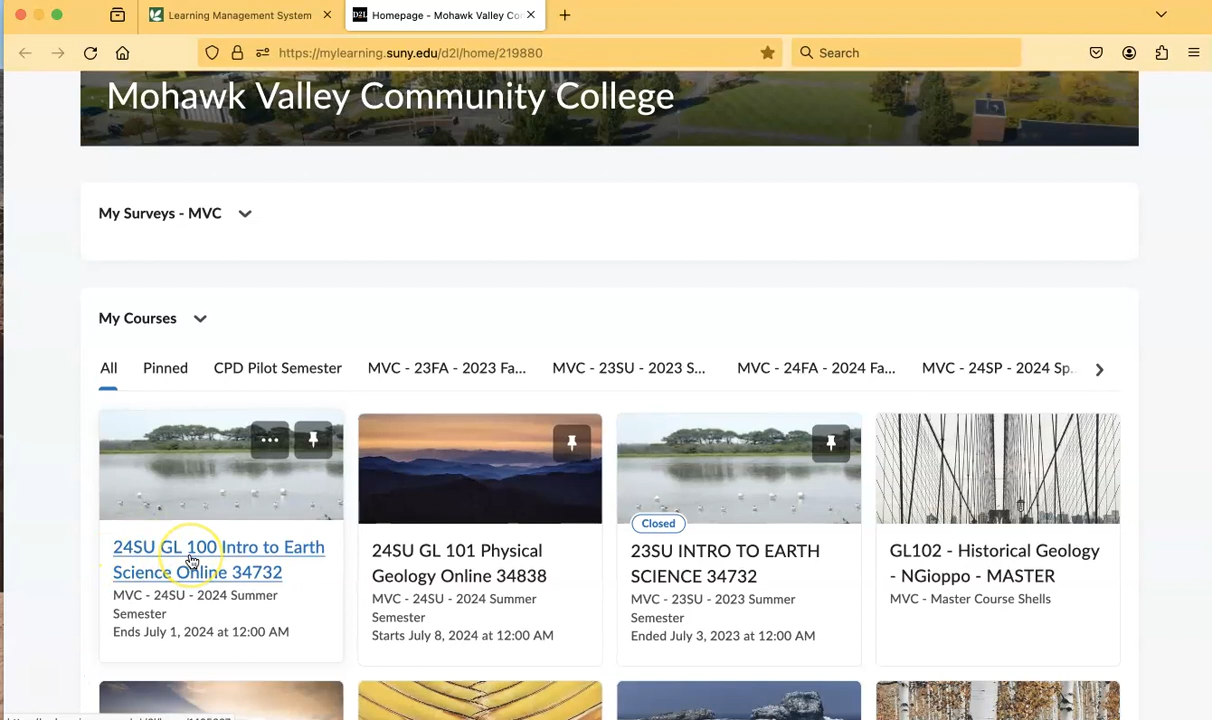 Learning Management System
Homepage - Mohawk Valley Co
https://mylearning.suny.edu/d2l/home/219880
Search
Mohawk Valley Community College
My Surveys - MVC
My Courses
All
Pinned
CPD Pilot Semester
MVC - 23FA - 2023 Fa...
MVC - 23SU - 2023 S...
MVC - 24FA - 2024 Fa...
MVC - 24SP - 2024 Sp...
24SU GL 100 Intro to Earth
Science Online 34732
MVC - 24SU - 2024 Summer
Semester
Ends July 1, 2024 at 12:00 AM
24SU GL 101 Physical
Geology Online 34838
MVC - 24SU - 2024 Summer
Semester
Starts July 8, 2024 at 12:00 AM
Closed
23SU INTRO TO EARTH
SCIENCE 34732
MVC - 23SU - 2023 Summer
Semester
Ended July 3, 2023 at 12:00 AM
GL102 - Historical Geology
- NGioppo - MASTER
MVC - Master Course Shells